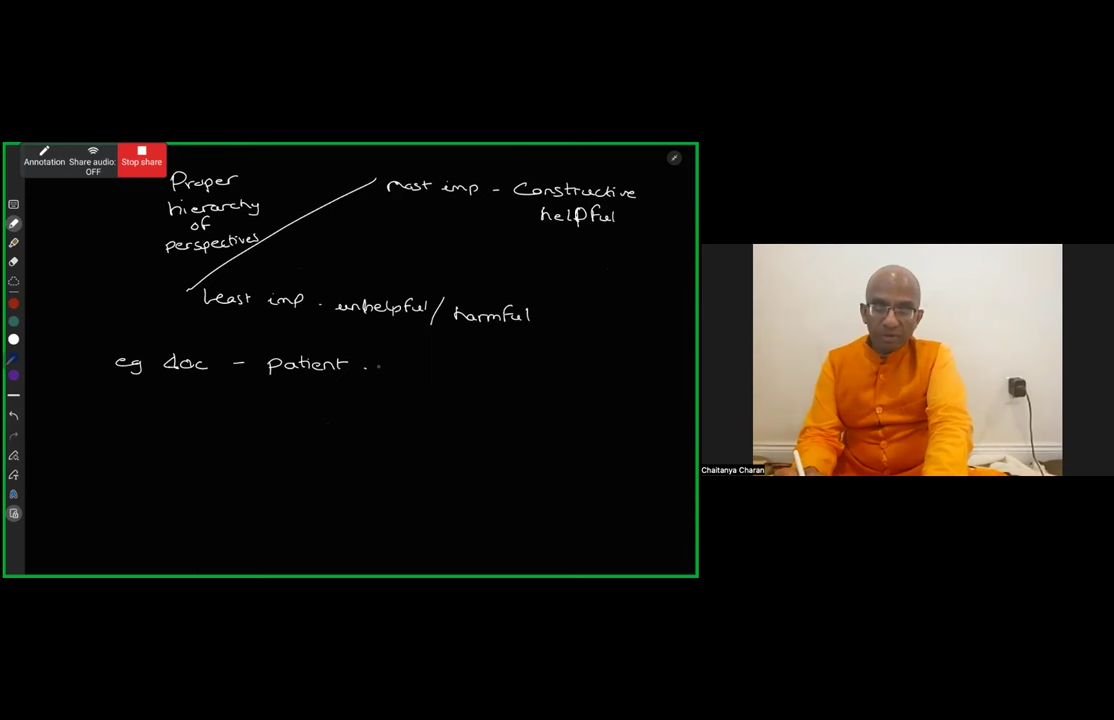 Annotation
Share audio:
OFF
Stop share
Proper
hierarchy
of
perspectives
most imp - Constructive
helpful
Least imp - unhelpful / harmful
eg doc - patient ..
Chaitanya Charan